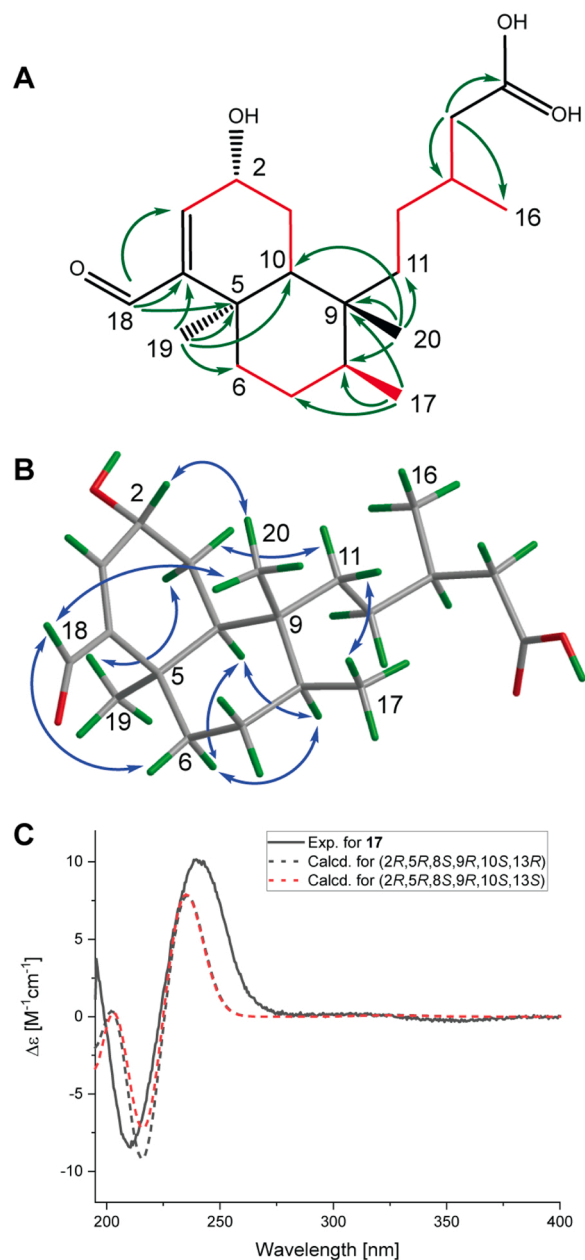 A
OH
OH
OH
2
16
O
10
11
5
9
18
20
19
6
8
17
B
2
16
20
11
18
9
5
17
19
6
C
Exp. for 17
Calcd. for (2R,5R,8S,9R,10S,13R)
Calcd. for (2R,5R,8S,9R,10S,13S)
10
5
0
-5
-10
Δε [M⁻¹cm⁻¹]
200 250 300 350 400
Wavelength [nm]